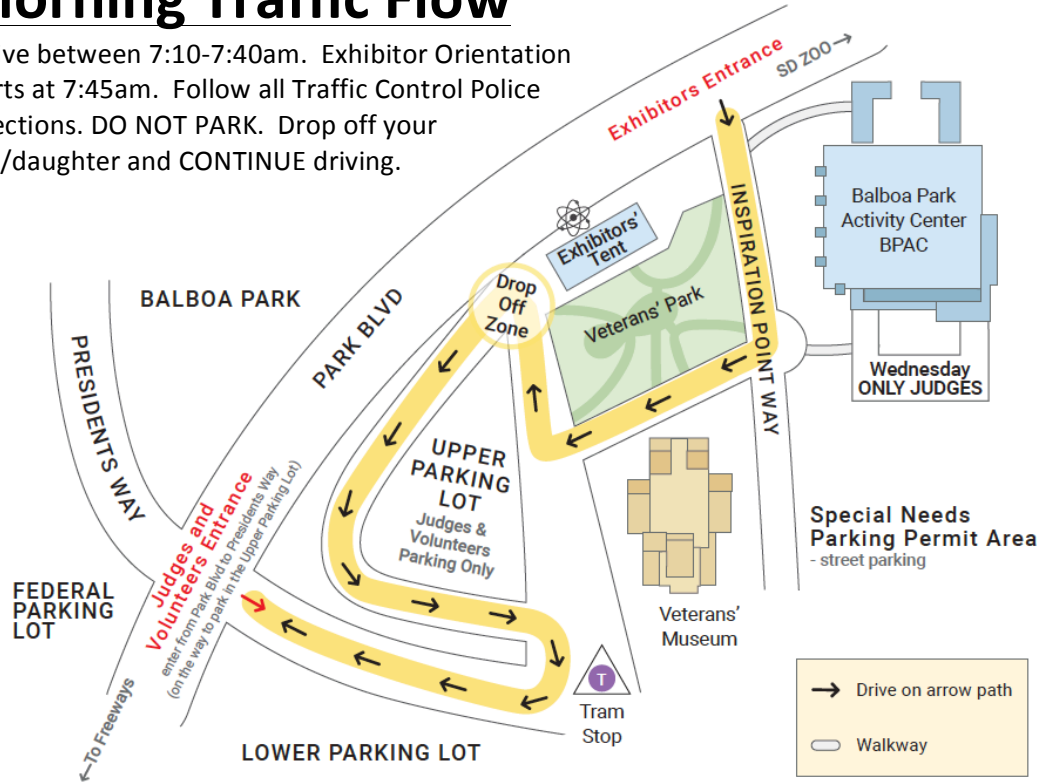 Morning Traffic Flow
ve between 7:10-7:40am.  Exhibitor Orientation
rts at 7:45am.  Follow all Traffic Control Police
ections. DO NOT PARK.  Drop off your
/daughter and CONTINUE driving.
Exhibitors Entrance
SD ZOO→
INSPIRATION POINT WAY
Balboa Park
Activity Center
BPAC
Exhibitors'
Tent
Drop
Off
Zone
Veterans' Park
BALBOA PARK
PARK BLVD
PRESIDENTS WAY
Wednesday
ONLY JUDGES
UPPER
PARKING
LOT
Judges &
Volunteers
Parking Only
Judges and
Volunteers Entrance
enter from Park Blvd to Presidents Way
(on the way to park in the Upper Parking Lot)
Special Needs
Parking Permit Area
- street parking
FEDERAL
PARKING
LOT
Veterans'
Museum
T
Tram
Stop
←To Freeways
LOWER PARKING LOT
Drive on arrow path
Walkway